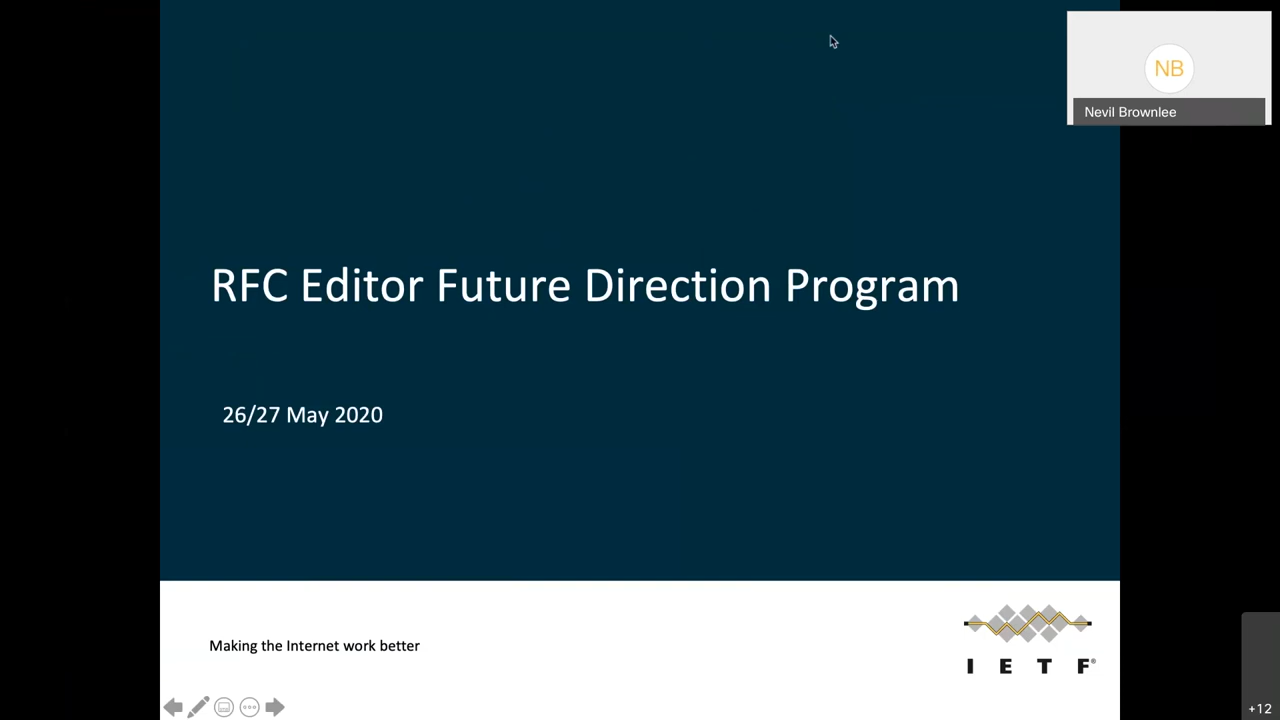 NB
Nevil Brownlee
RFC Editor Future Direction Program
26/27 May 2020
Making the Internet work better
I E T F®
+12